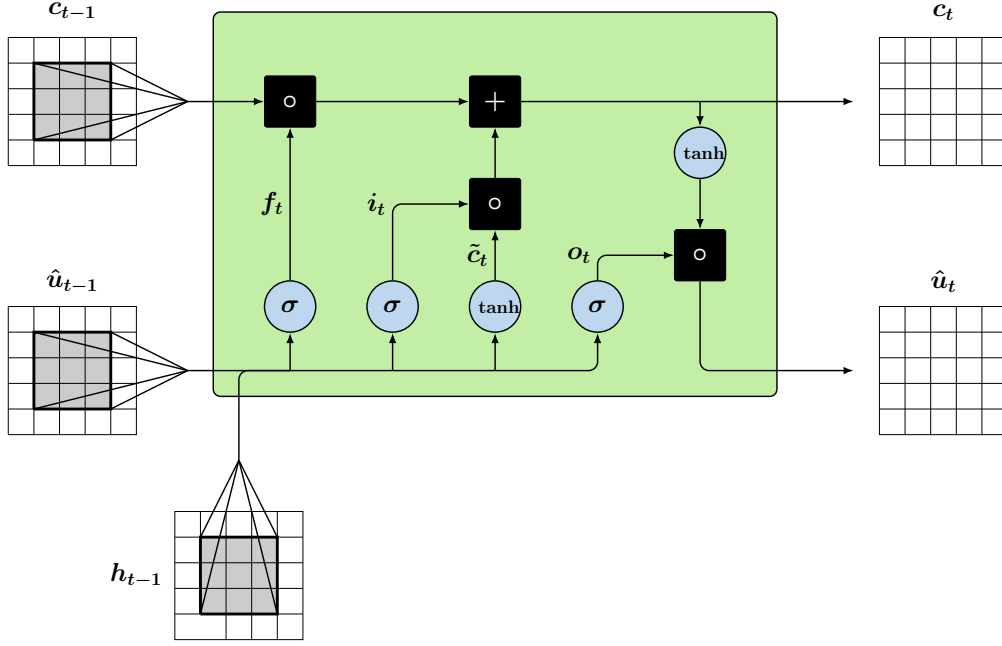 c_{t−1}
c_t
∘
+
tanh
f_t
i_t
∘
c̃_t
o_t
∘
û_{t−1}
û_t
σ
σ
tanh
σ
h_{t−1}